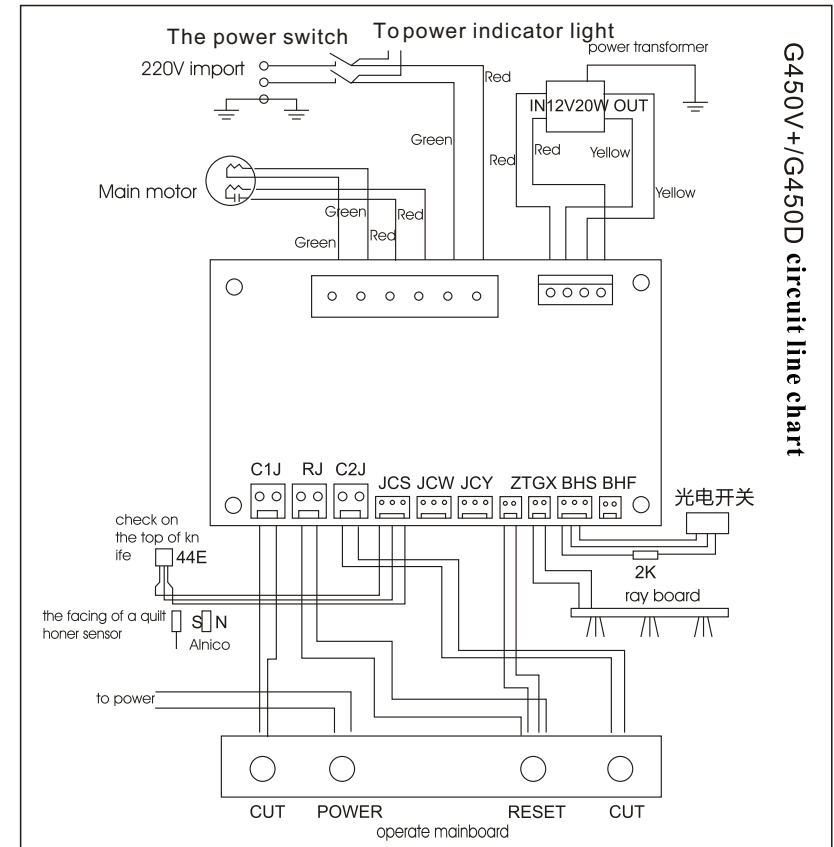 G450V+/G450D circuit line chart
The power switch
To power indicator light
220V import
power transformer
Red
IN12V20W OUT
Green
Red
Red
Yellow
Yellow
Main motor
Green
Red
Green
Red
C1J
RJ
C2J
JCS
JCW
JCY
ZTGX
BHS
BHF
光电开关
check on
the top of kn
ife
44E
2K
ray board
the facing of a quilt
honer sensor
S N
Alnico
to power
CUT
POWER
RESET
CUT
operate mainboard